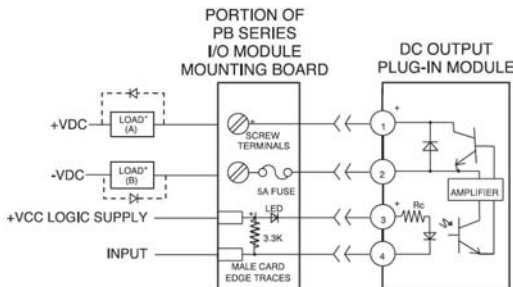 PORTION OF
PB SERIES
I/O MODULE
MOUNTING BOARD
DC OUTPUT
PLUG-IN MODULE
+VDC
LOAD*
(A)
+
SCREW
TERMINALS
+
1
-VDC
LOAD*
(B)
5A FUSE
2
AMPLIFIER
+VCC LOGIC SUPPLY
+
LED
3.3K
+
3
Rc
INPUT
4
MALE CARD
EDGE TRACES